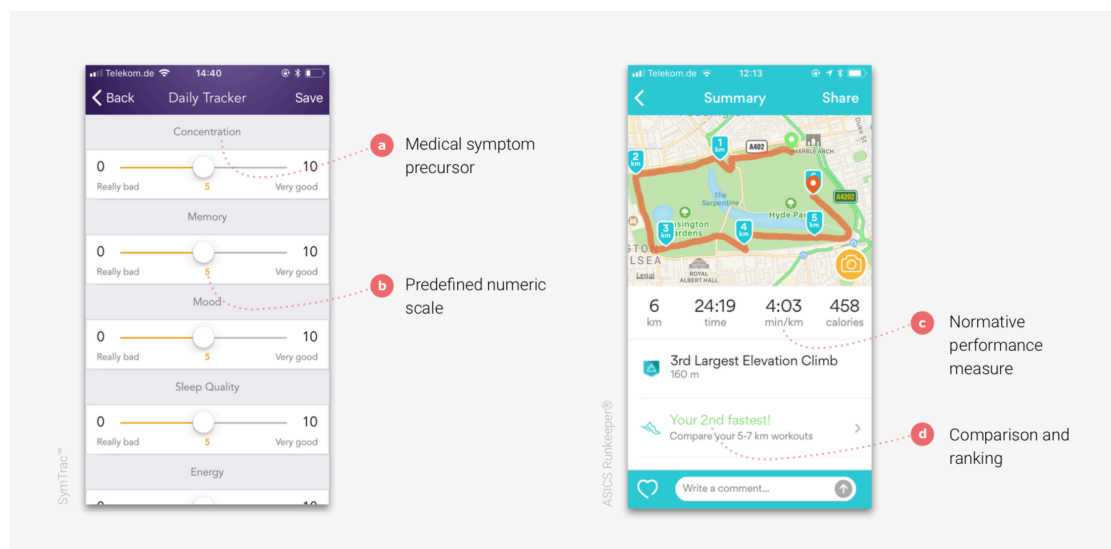 Telekom.de 14:40
Back Daily Tracker Save
Concentration
0 10
Really bad 5 Very good
Memory
0 10
Really bad 5 Very good
Mood
0 10
Really bad 5 Very good
Sleep Quality
0 10
Really bad 5 Very good
Energy
SymTrac™
a Medical symptom
precursor
b Predefined numeric
scale
Telekom.de 12:13
Summary Share
A402
MARBLE ARCH
Duke St
1
km
2
km
The
Serpentine
A4202
Hyde
3
km
4
km
5
km
Legal
ROYAL
ALBERT HALL
6 24:19 4:03 458
km time min/km calories
3rd Largest Elevation Climb
160 m
Your 2nd fastest!
Compare your 5-7 km workouts
Write a comment...
ASICS Runkeeper®
c Normative
performance
measure
d Comparison and
ranking